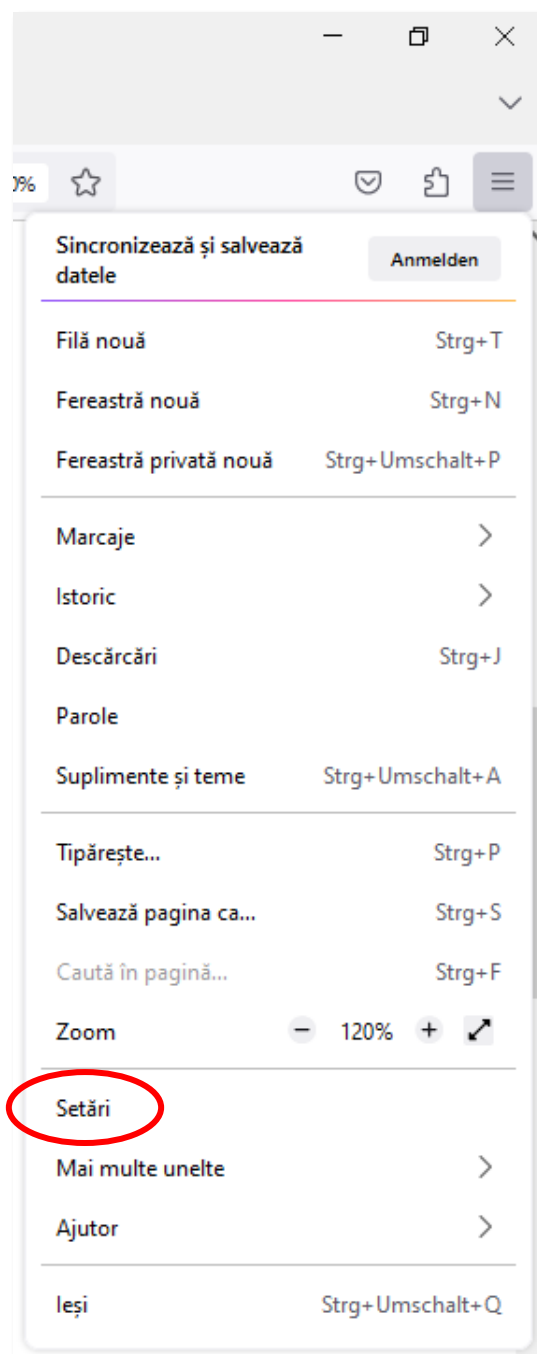 0%
Sincronizează și salvează
datele
Anmelden
Filă nouă Strg+T
Fereastră nouă Strg+N
Fereastră privată nouă Strg+Umschalt+P
Marcaje
Istoric
Descărcări Strg+J
Parole
Suplimente și teme Strg+Umschalt+A
Tipărește... Strg+P
Salvează pagina ca... Strg+S
Caută în pagină... Strg+F
Zoom − 120% +
Setări
Mai multe unelte
Ajutor
Ieși Strg+Umschalt+Q